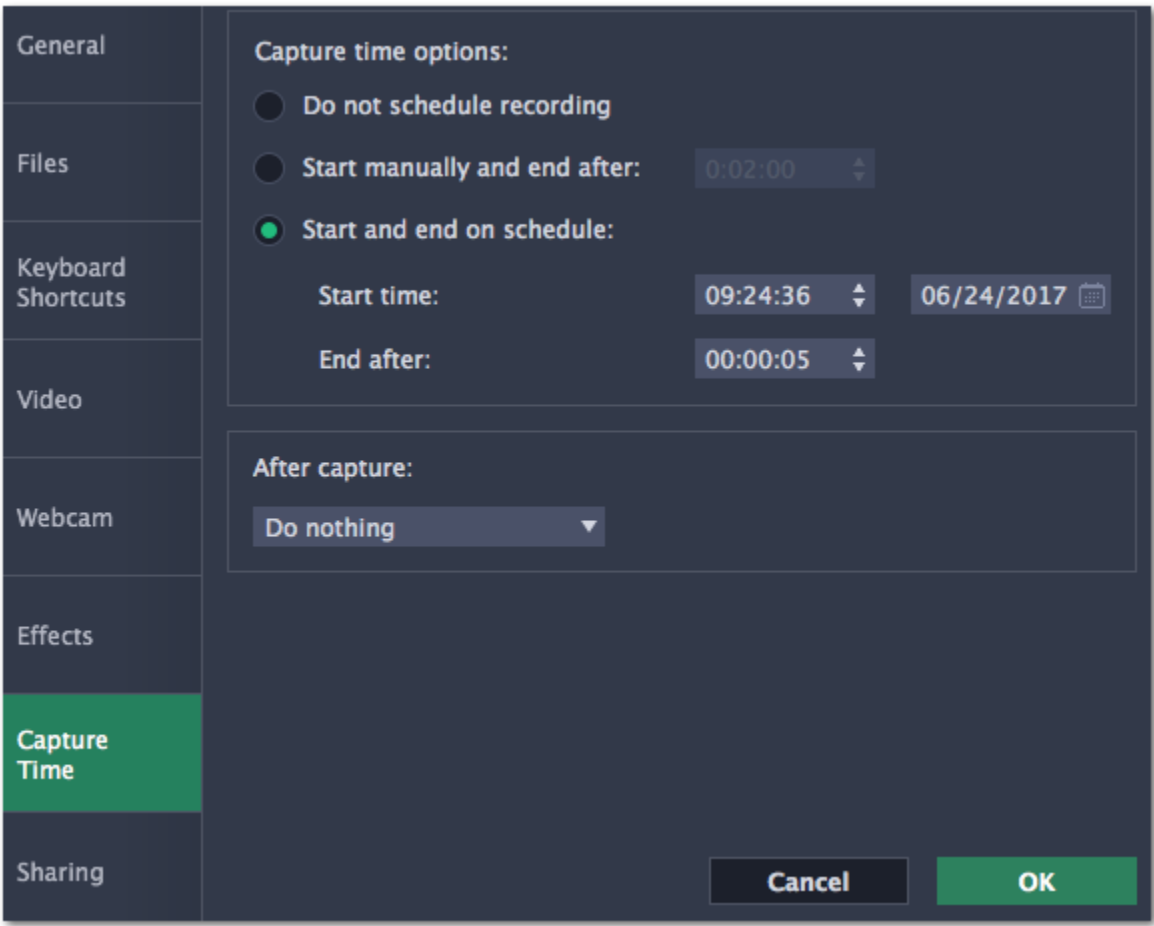 General
Files
Keyboard
Shortcuts
Video
Webcam
Effects
Capture
Time
Sharing
Capture time options:
Do not schedule recording
Start manually and end after: 0:02:00
Start and end on schedule:
Start time: 09:24:36 06/24/2017
End after: 00:00:05
After capture:
Do nothing
Cancel OK